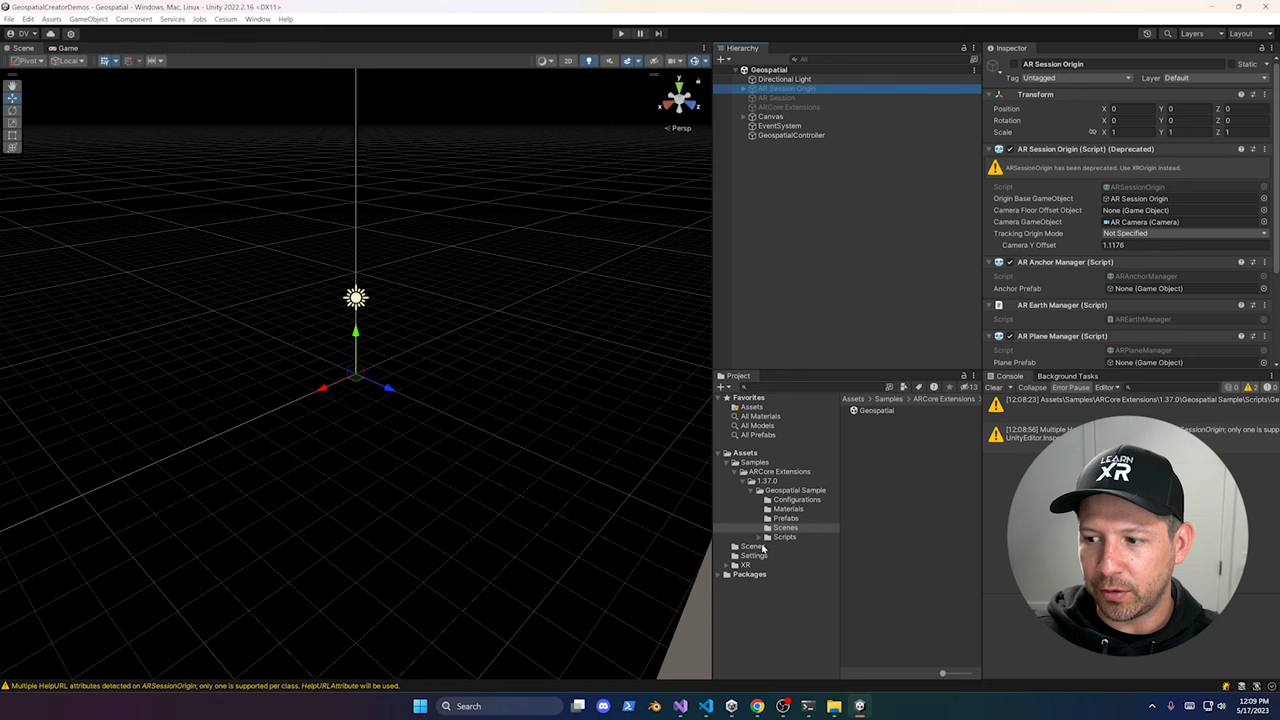 GeospatialCreatorDemos - Geospatial - Windows, Mac, Linux - Unity 2022.2.16 <DX11>
File Edit Assets GameObject Component Services Jobs Cesium Window Help
DV Layers Layout
Scene Game
Pivot Local 2D
y
x z
Persp
Hierarchy
All
Geospatial
Directional Light
AR Session Origin
AR Session
ARCore Extensions
Canvas
EventSystem
GeospatialController
Inspector
AR Session Origin Static
Tag Untagged Layer Default
Transform
Position X 0 Y 0 Z 0
Rotation X 0 Y 0 Z 0
Scale X 1 Y 1 Z 1
AR Session Origin (Script) (Deprecated)
ARSessionOrigin has been deprecated. Use XROrigin instead.
Script ARSessionOrigin
Origin Base GameObject AR Session Origin
Camera Floor Offset Object None (Game Object)
Camera GameObject AR Camera (Camera)
Tracking Origin Mode Not Specified
Camera Y Offset 1.1176
AR Anchor Manager (Script)
Script ARAnchorManager
Anchor Prefab None (Game Object)
AR Earth Manager (Script)
Script AREarthManager
AR Plane Manager (Script)
Script ARPlaneManager
Plane Prefab None (Game Object)
Project
13
Favorites
Assets
All Materials
All Models
All Prefabs
Assets
Samples
ARCore Extensions
1.37.0
Geospatial Sample
Configurations
Materials
Prefabs
Scenes
Scripts
Scenes
Settings
XR
Packages
Assets > Samples > ARCore Extensions >
Geospatial
Console Background Tasks
Clear Collapse Error Pause Editor 0 2 0
[12:08:23] Assets\Samples\ARCore Extensions\1.37.0\Geospatial Sample\Scripts\Ge
[12:08:56] Multiple
UnityEditor.
LEARN
XR
Multiple HelpURL attributes detected on ARSessionOrigin; only one is supported per class. HelpURLAttribute will be used.
Search
12:09 PM
5/17/2023